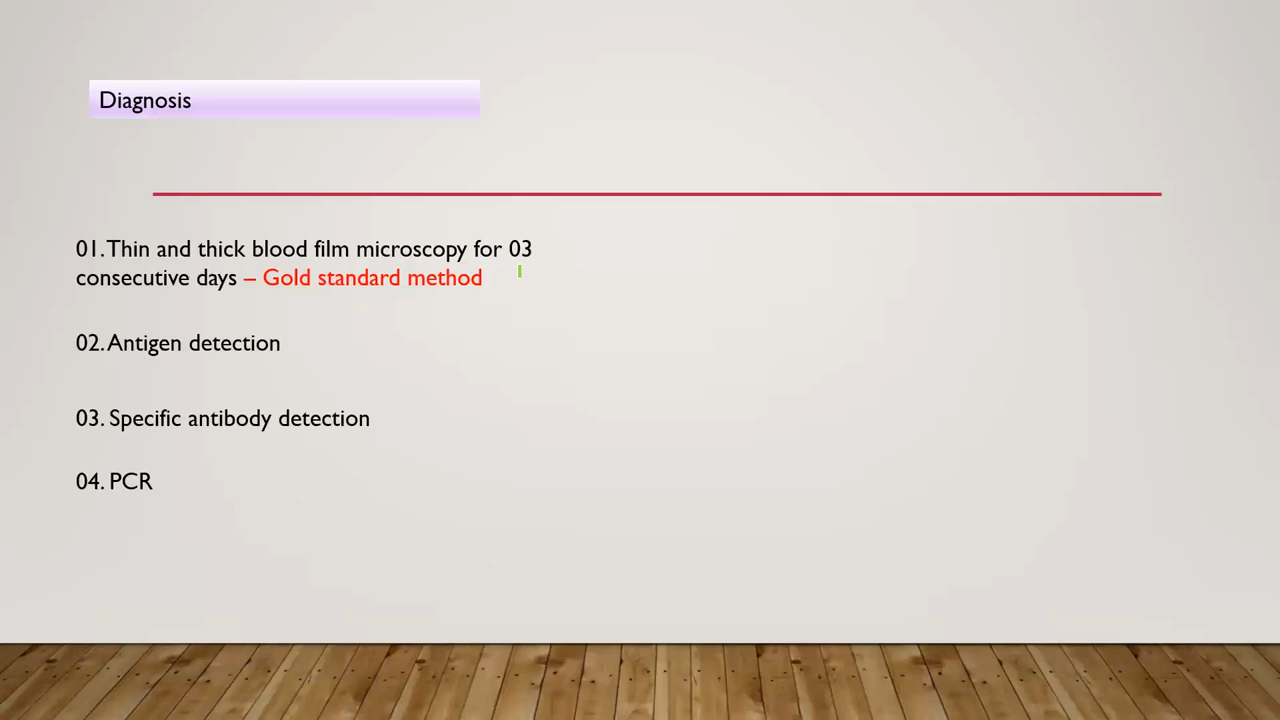 Diagnosis
01. Thin and thick blood film microscopy for 03
consecutive days – Gold standard method
02. Antigen detection
03. Specific antibody detection
04. PCR